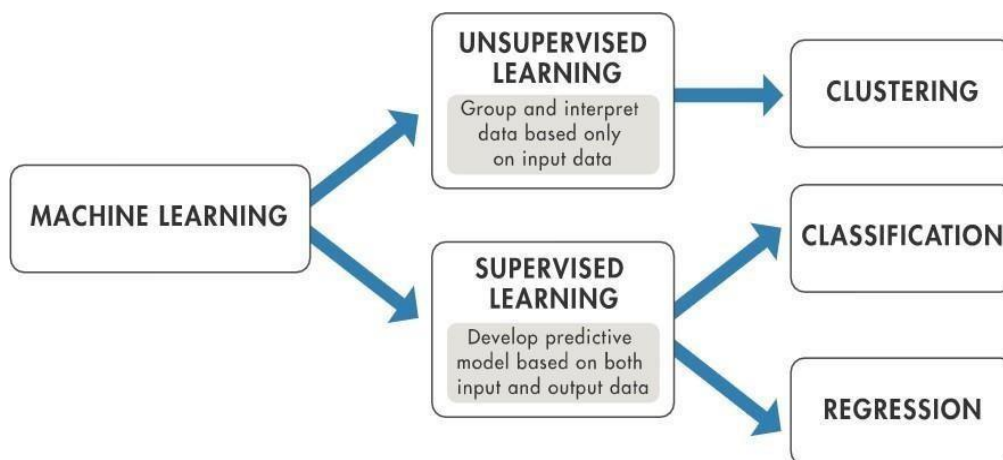 MACHINE LEARNING
UNSUPERVISED
LEARNING
Group and interpret
data based only
on input data
CLUSTERING
SUPERVISED
LEARNING
Develop predictive
model based on both
input and output data
CLASSIFICATION
REGRESSION